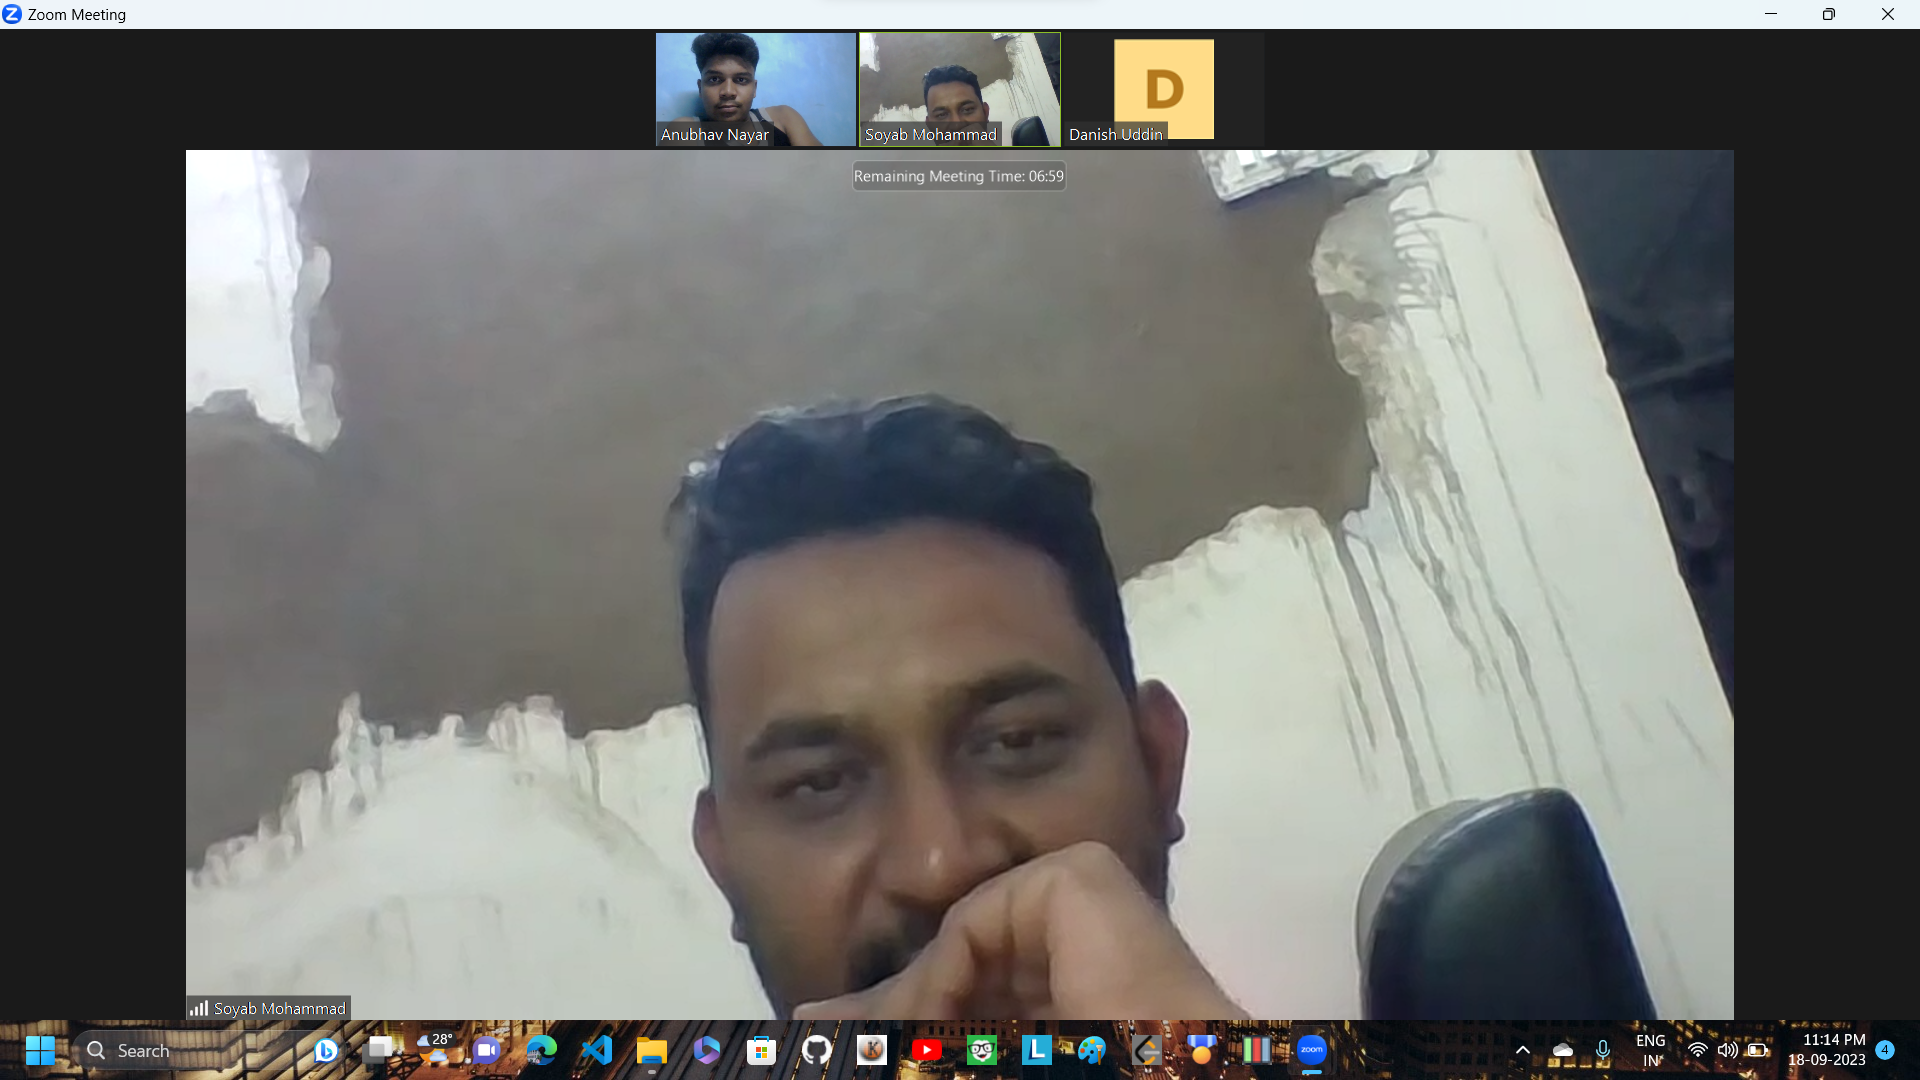 Zoom Meeting
Anubhav Nayar
Soyab Mohammad
D
Danish Uddin
Remaining Meeting Time: 06:59
Soyab Mohammad
Search
28°
L
zoom
ENG
IN
11:14 PM
18-09-2023
4